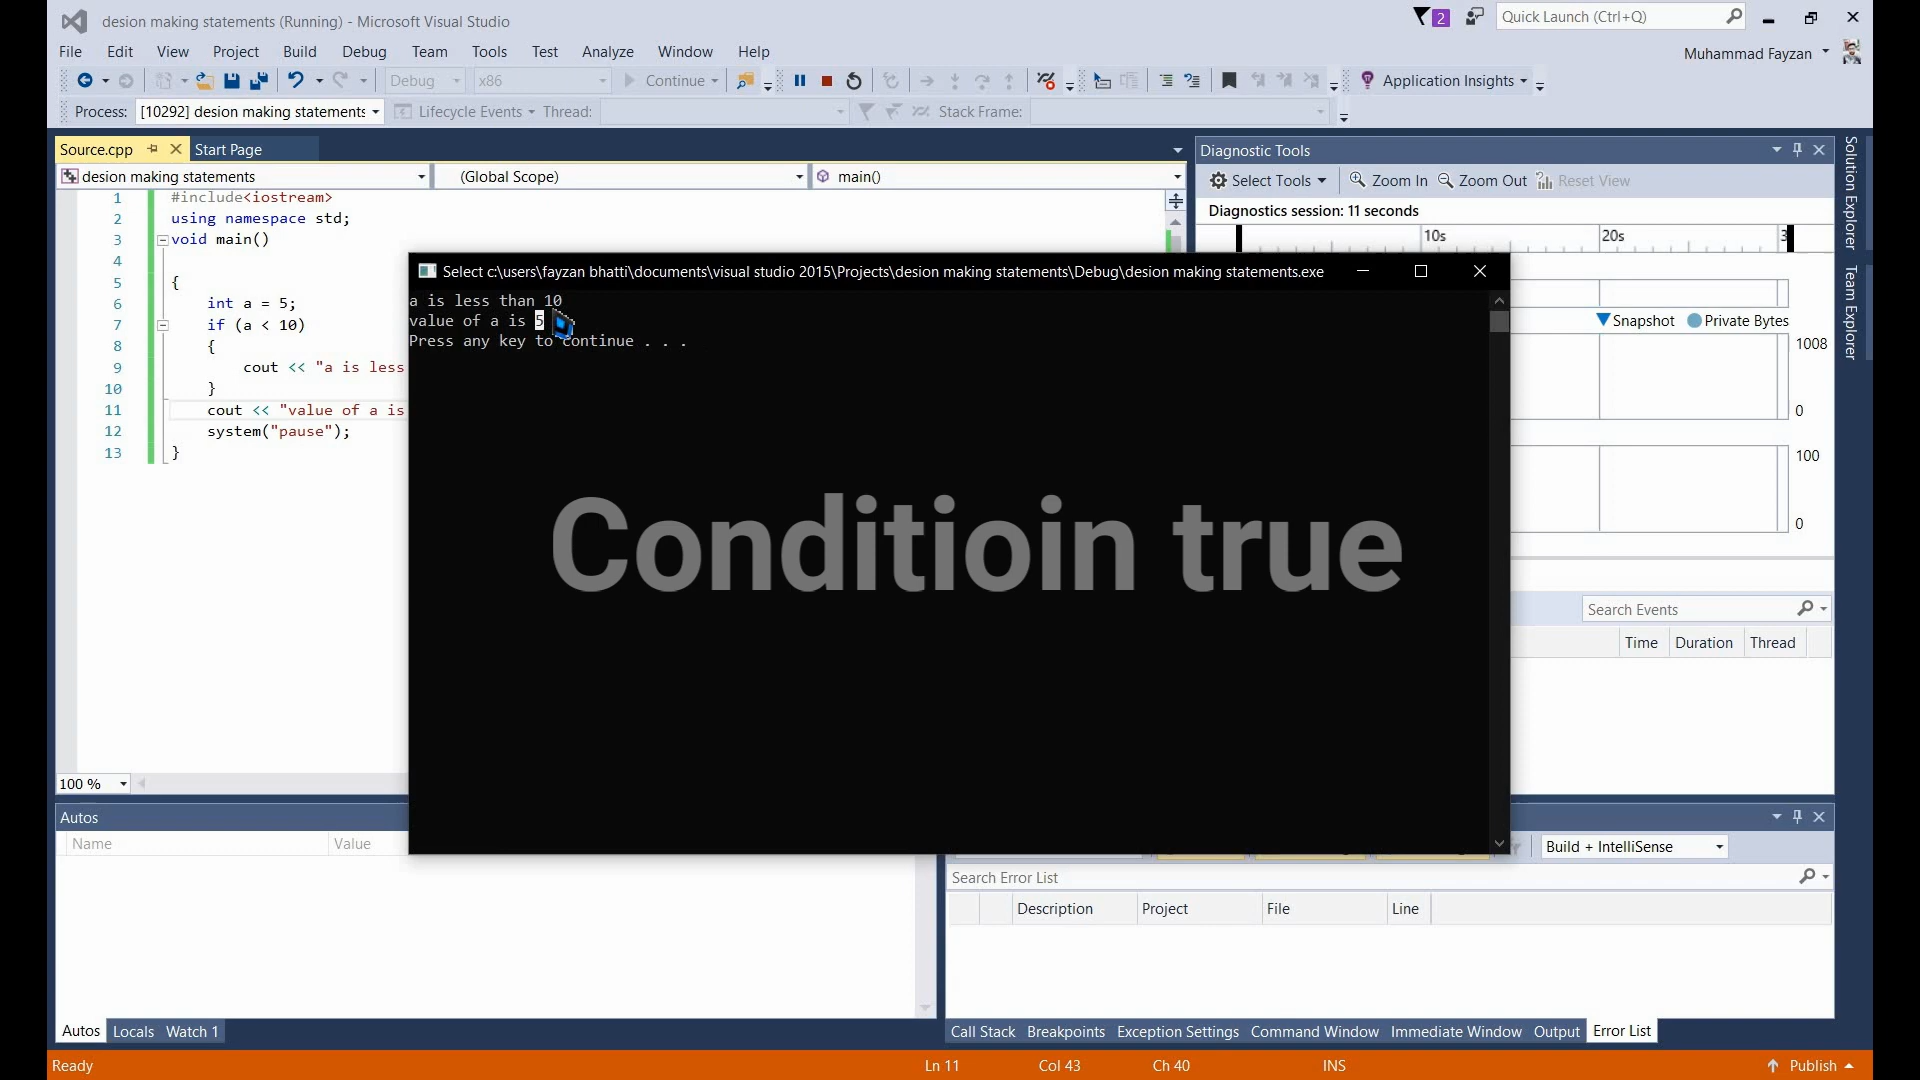 desion making statements (Running) - Microsoft Visual Studio
2
Quick Launch (Ctrl+Q)
File Edit View Project Build Debug Team Tools Test Analyze Window Help
Muhammad Fayzan
Debug x86 Continue Application Insights
Process: [10292] desion making statements Lifecycle Events Thread: Stack Frame:
Source.cpp Start Page
desion making statements (Global Scope) main()
1 #include<iostream>
2 using namespace std;
3 void main()
4
5 {
6 int a = 5;
7 if (a < 10)
8 {
9 cout << "a is less
10 }
11 cout << "value of a is
12 system("pause");
13 }
Select c:\users\fayzan bhatti\documents\visual studio 2015\Projects\desion making statements\Debug\desion making statements.exe
a is less than 10
value of a is 5
Press any key to continue . . .
Conditioin true
Diagnostic Tools
Select Tools Zoom In Zoom Out Reset View
Diagnostics session: 11 seconds
10s 20s 3
Snapshot Private Bytes
1008
0
100
0
Search Events
Time Duration Thread
Solution Explorer
Team Explorer
100 %
Autos
Name Value
Autos Locals Watch 1
Build + IntelliSense
Search Error List
Description Project File Line
Call Stack Breakpoints Exception Settings Command Window Immediate Window Output Error List
Ready Ln 11 Col 43 Ch 40 INS Publish